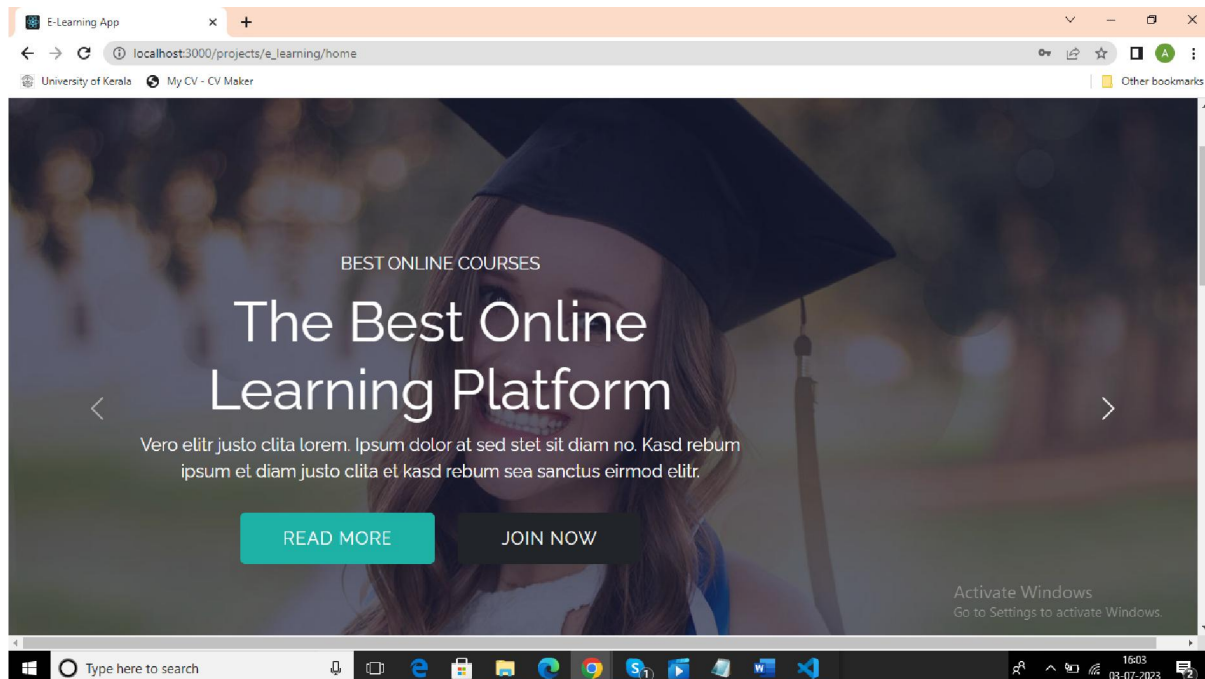 E-Learning App
localhost:3000/projects/e_learning/home
A
University of Kerala My CV - CV Maker Other bookmarks
BEST ONLINE COURSES
The Best Online
Learning Platform
Vero elitr justo clita lorem. Ipsum dolor at sed stet sit diam no. Kasd rebum
ipsum et diam justo clita et kasd rebum sea sanctus eirmod elitr.
READ MORE JOIN NOW
Activate Windows
Go to Settings to activate Windows.
Type here to search
16:03
03-07-2023